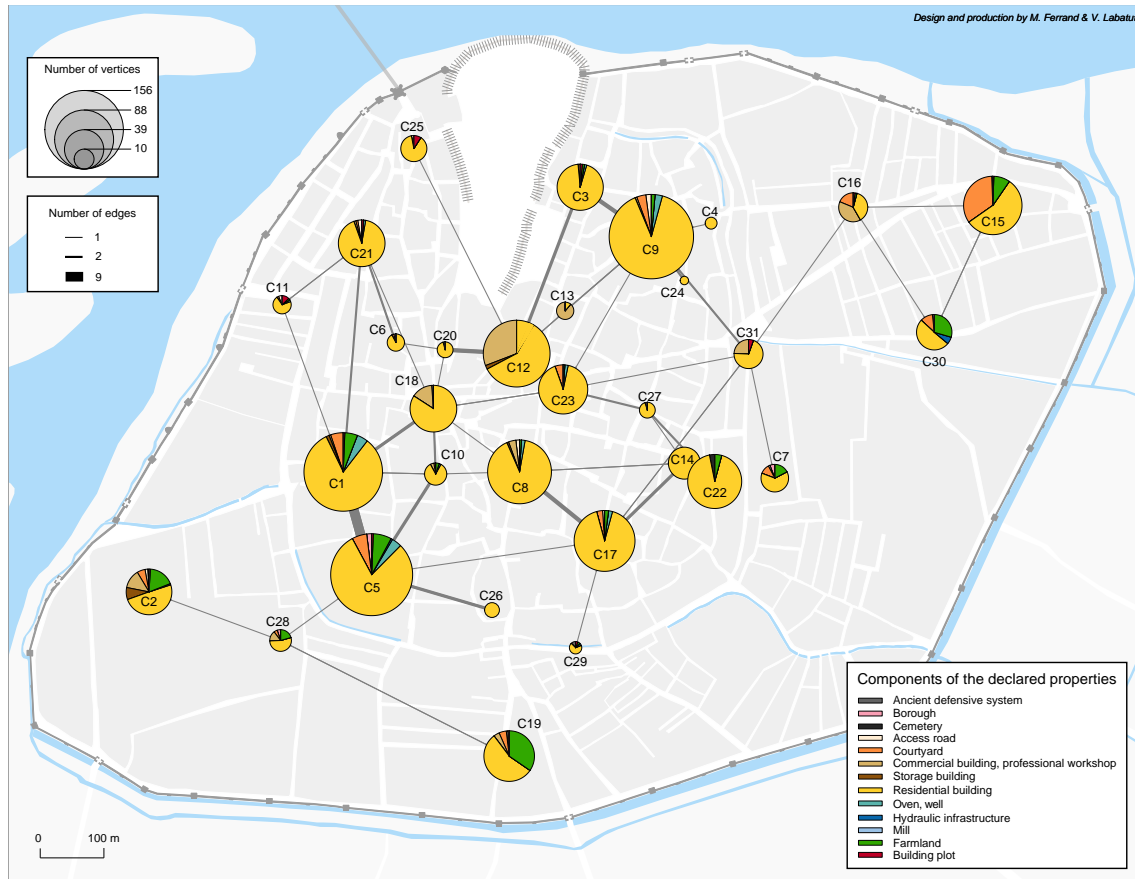 Design and production by M. Ferrand & V. Labatut
Number of vertices
156
88
39
10
Number of edges
1
2
9
C25
C3
C4
C16
C15
C9
C21
C24
C11
C13
C6
C20
C31
C30
C12
C18
C23
C27
C10
C14
C1
C8
C22
C7
C17
C5
C2
C26
C28
C29
C19
Components of the declared properties
Ancient defensive system
Borough
Cemetery
Access road
Courtyard
Commercial building, professional workshop
Storage building
Residential building
Oven, well
Hydraulic infrastructure
Mill
Farmland
Building plot
0 100 m